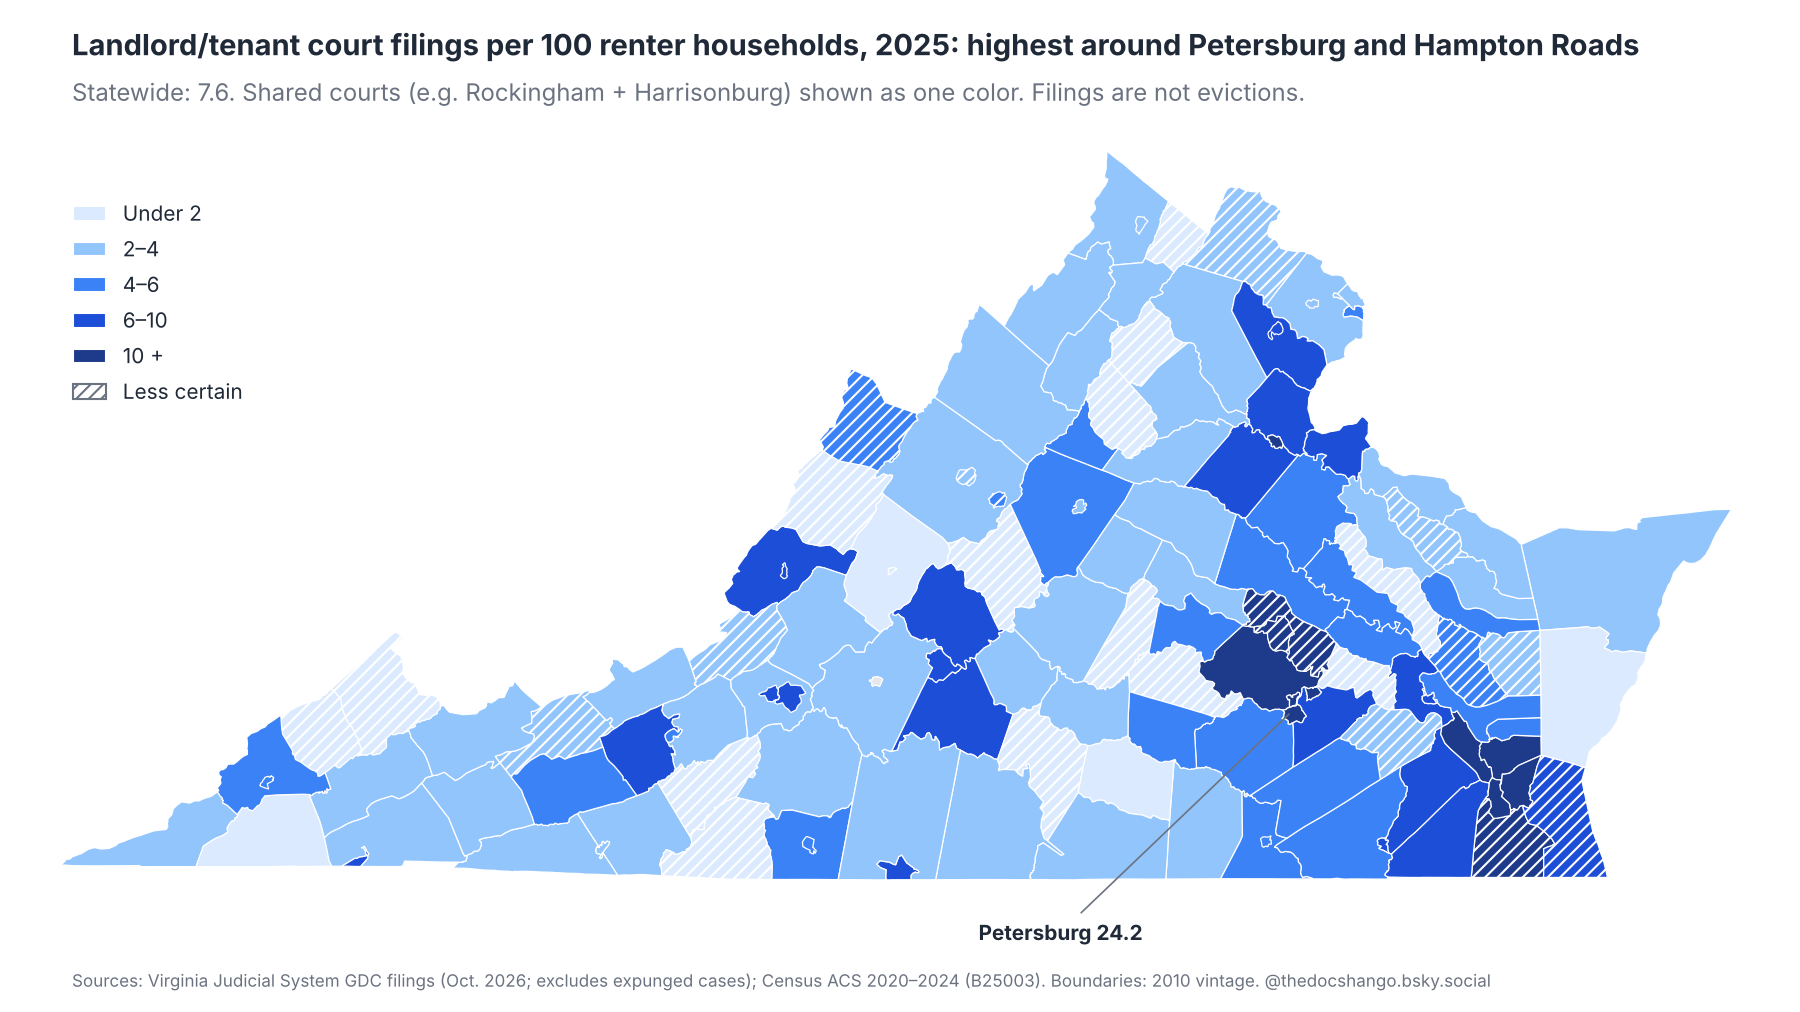 Landlord/tenant court filings per 100 renter households, 2025: highest around Petersburg and Hampton Roads
Statewide: 7.6. Shared courts (e.g. Rockingham + Harrisonburg) shown as one color. Filings are not evictions.
Under 2
2–4
4–6
6–10
10 +
Less certain
Petersburg 24.2
Sources: Virginia Judicial System GDC filings (Oct. 2026; excludes expunged cases); Census ACS 2020–2024 (B25003). Boundaries: 2010 vintage. @thedocshango.bsky.social